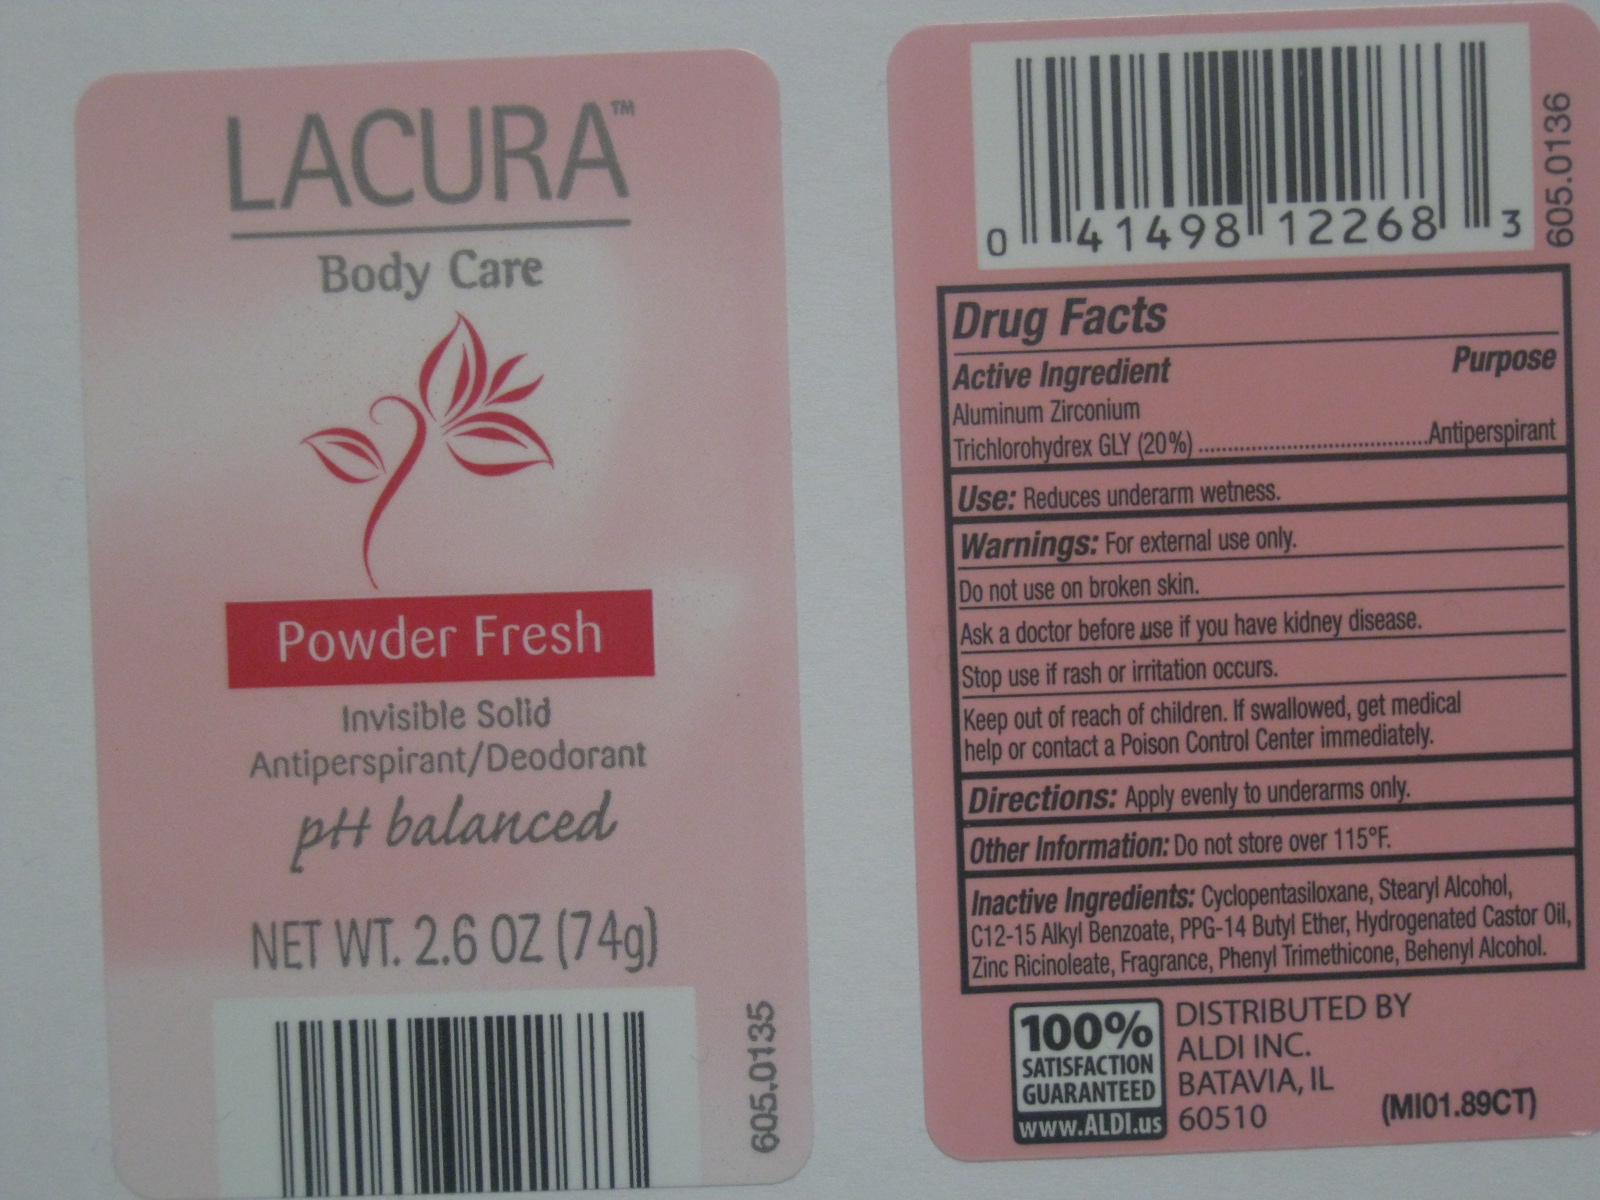 LACURA™
Body Care
Powder Fresh
Invisible Solid
Antiperspirant/Deodorant
pH balanced
NET WT. 2.6 OZ (74g)
605.0135
0 41498 12268 3
605.0136
Drug Facts
Active Ingredient Purpose
Aluminum Zirconium
Trichlorohydrex GLY (20%) ....................................Antiperspirant
Use: Reduces underarm wetness.
Warnings: For external use only.
Do not use on broken skin.
Ask a doctor before use if you have kidney disease.
Stop use if rash or irritation occurs.
Keep out of reach of children. If swallowed, get medical
help or contact a Poison Control Center immediately.
Directions: Apply evenly to underarms only.
Other Information: Do not store over 115°F.
Inactive Ingredients: Cyclopentasiloxane, Stearyl Alcohol,
C12-15 Alkyl Benzoate, PPG-14 Butyl Ether, Hydrogenated Castor Oil,
Zinc Ricinoleate, Fragrance, Phenyl Trimethicone, Behenyl Alcohol.
100%
SATISFACTION
GUARANTEED
www.ALDI.us
DISTRIBUTED BY
ALDI INC.
BATAVIA, IL
60510
(MI01.89CT)